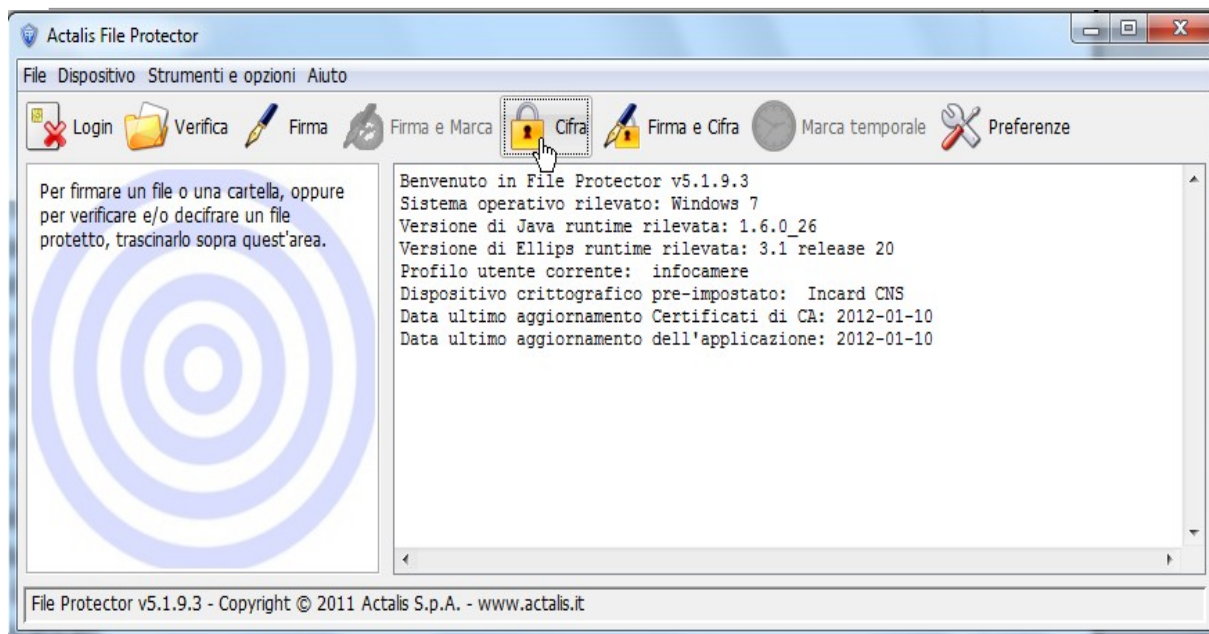 Actalis File Protector
File Dispositivo Strumenti e opzioni Aiuto
Login Verifica Firma Firma e Marca Cifra Firma e Cifra Marca temporale Preferenze
Per firmare un file o una cartella, oppure
per verificare e/o decifrare un file
protetto, trascinarlo sopra quest'area.
Benvenuto in File Protector v5.1.9.3
Sistema operativo rilevato: Windows 7
Versione di Java runtime rilevata: 1.6.0_26
Versione di Ellips runtime rilevata: 3.1 release 20
Profilo utente corrente: infocamere
Dispositivo crittografico pre-impostato: Incard CNS
Data ultimo aggiornamento Certificati di CA: 2012-01-10
Data ultimo aggiornamento dell'applicazione: 2012-01-10
File Protector v5.1.9.3 - Copyright © 2011 Actalis S.p.A. - www.actalis.it